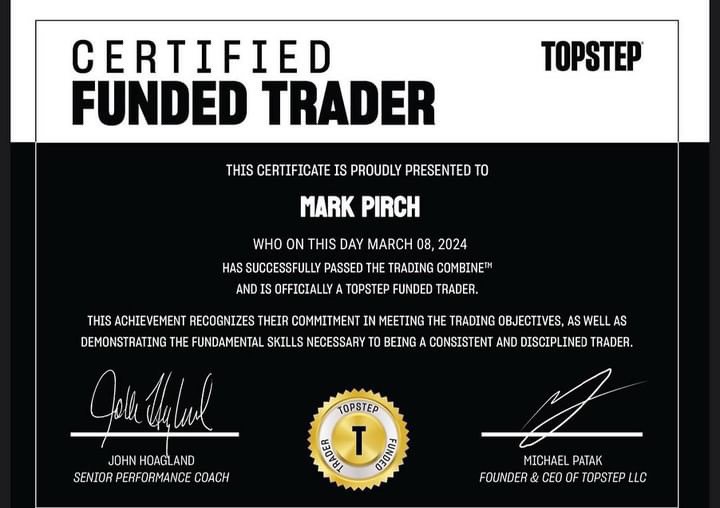 CERTIFIED
TOPSTEP
FUNDED TRADER
THIS CERTIFICATE IS PROUDLY PRESENTED TO
MARK PIRCH
WHO ON THIS DAY MARCH 08, 2024
HAS SUCCESSFULLY PASSED THE TRADING COMBINE™
AND IS OFFICIALLY A TOPSTEP FUNDED TRADER.
THIS ACHIEVEMENT RECOGNIZES THEIR COMMITMENT IN MEETING THE TRADING OBJECTIVES, AS WELL AS
DEMONSTRATING THE FUNDAMENTAL SKILLS NECESSARY TO BEING A CONSISTENT AND DISCIPLINED TRADER.
TOPSTEP
T
FUNDED
TRADER
JOHN HOAGLAND
SENIOR PERFORMANCE COACH
MICHAEL PATAK
FOUNDER & CEO OF TOPSTEP LLC